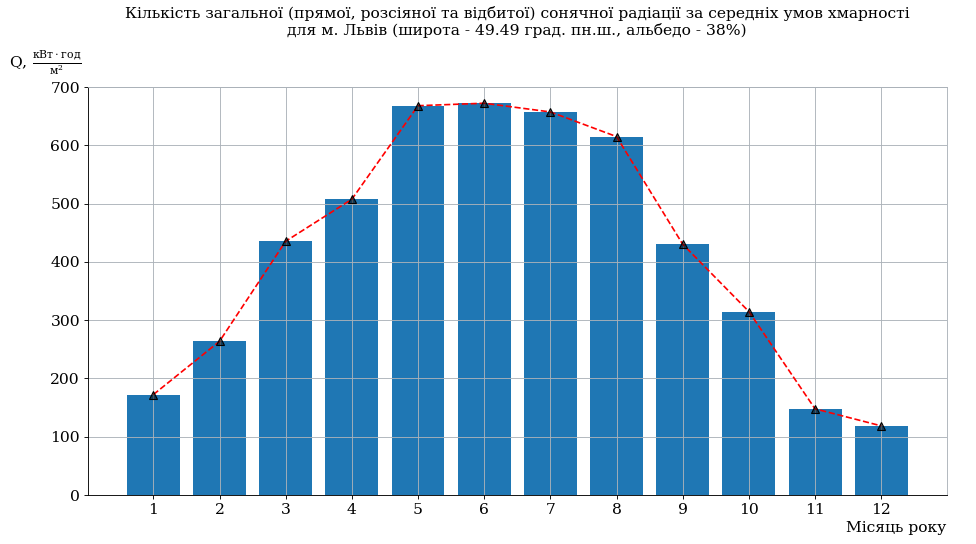 Кількість загальної (прямої, розсіяної та відбитої) сонячної радіації за середніх умов хмарності
для м. Львів (широта - 49.49 град. пн.ш., альбедо - 38%)
Q, кВт · год / м²
700
600
500
400
300
200
100
0
1 2 3 4 5 6 7 8 9 10 11 12
Місяць року